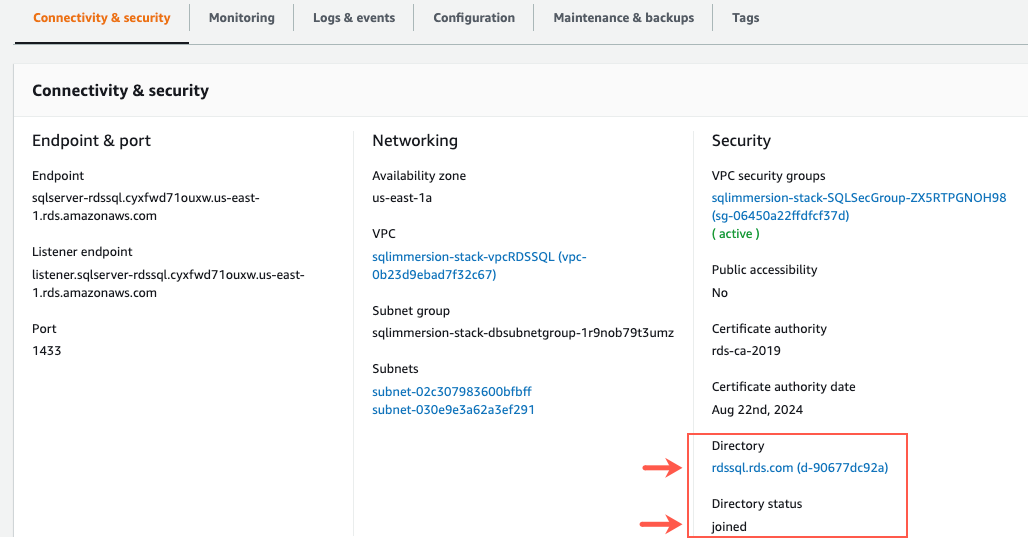 Connectivity & security
Monitoring
Logs & events
Configuration
Maintenance & backups
Tags
Connectivity & security
Endpoint & port
Endpoint
sqlserver-rdssql.cyxfwd71ouxw.us-east-
1.rds.amazonaws.com
Listener endpoint
listener.sqlserver-rdssql.cyxfwd71ouxw.us-east-
1.rds.amazonaws.com
Port
1433
Networking
Availability zone
us-east-1a
VPC
sqlimmersion-stack-vpcRDSSQL (vpc-
0b23d9ebad7f32c67)
Subnet group
sqlimmersion-stack-dbsubnetgroup-1r9nob79t3umz
Subnets
subnet-02c307983600bfbff
subnet-030e9e3a62a3ef291
Security
VPC security groups
sqlimmersion-stack-SQLSecGroup-ZX5RTPGNOH98
(sg-06450a22ffdfcf37d)
( active )
Public accessibility
No
Certificate authority
rds-ca-2019
Certificate authority date
Aug 22nd, 2024
Directory
rdssql.rds.com (d-90677dc92a)
Directory status
joined